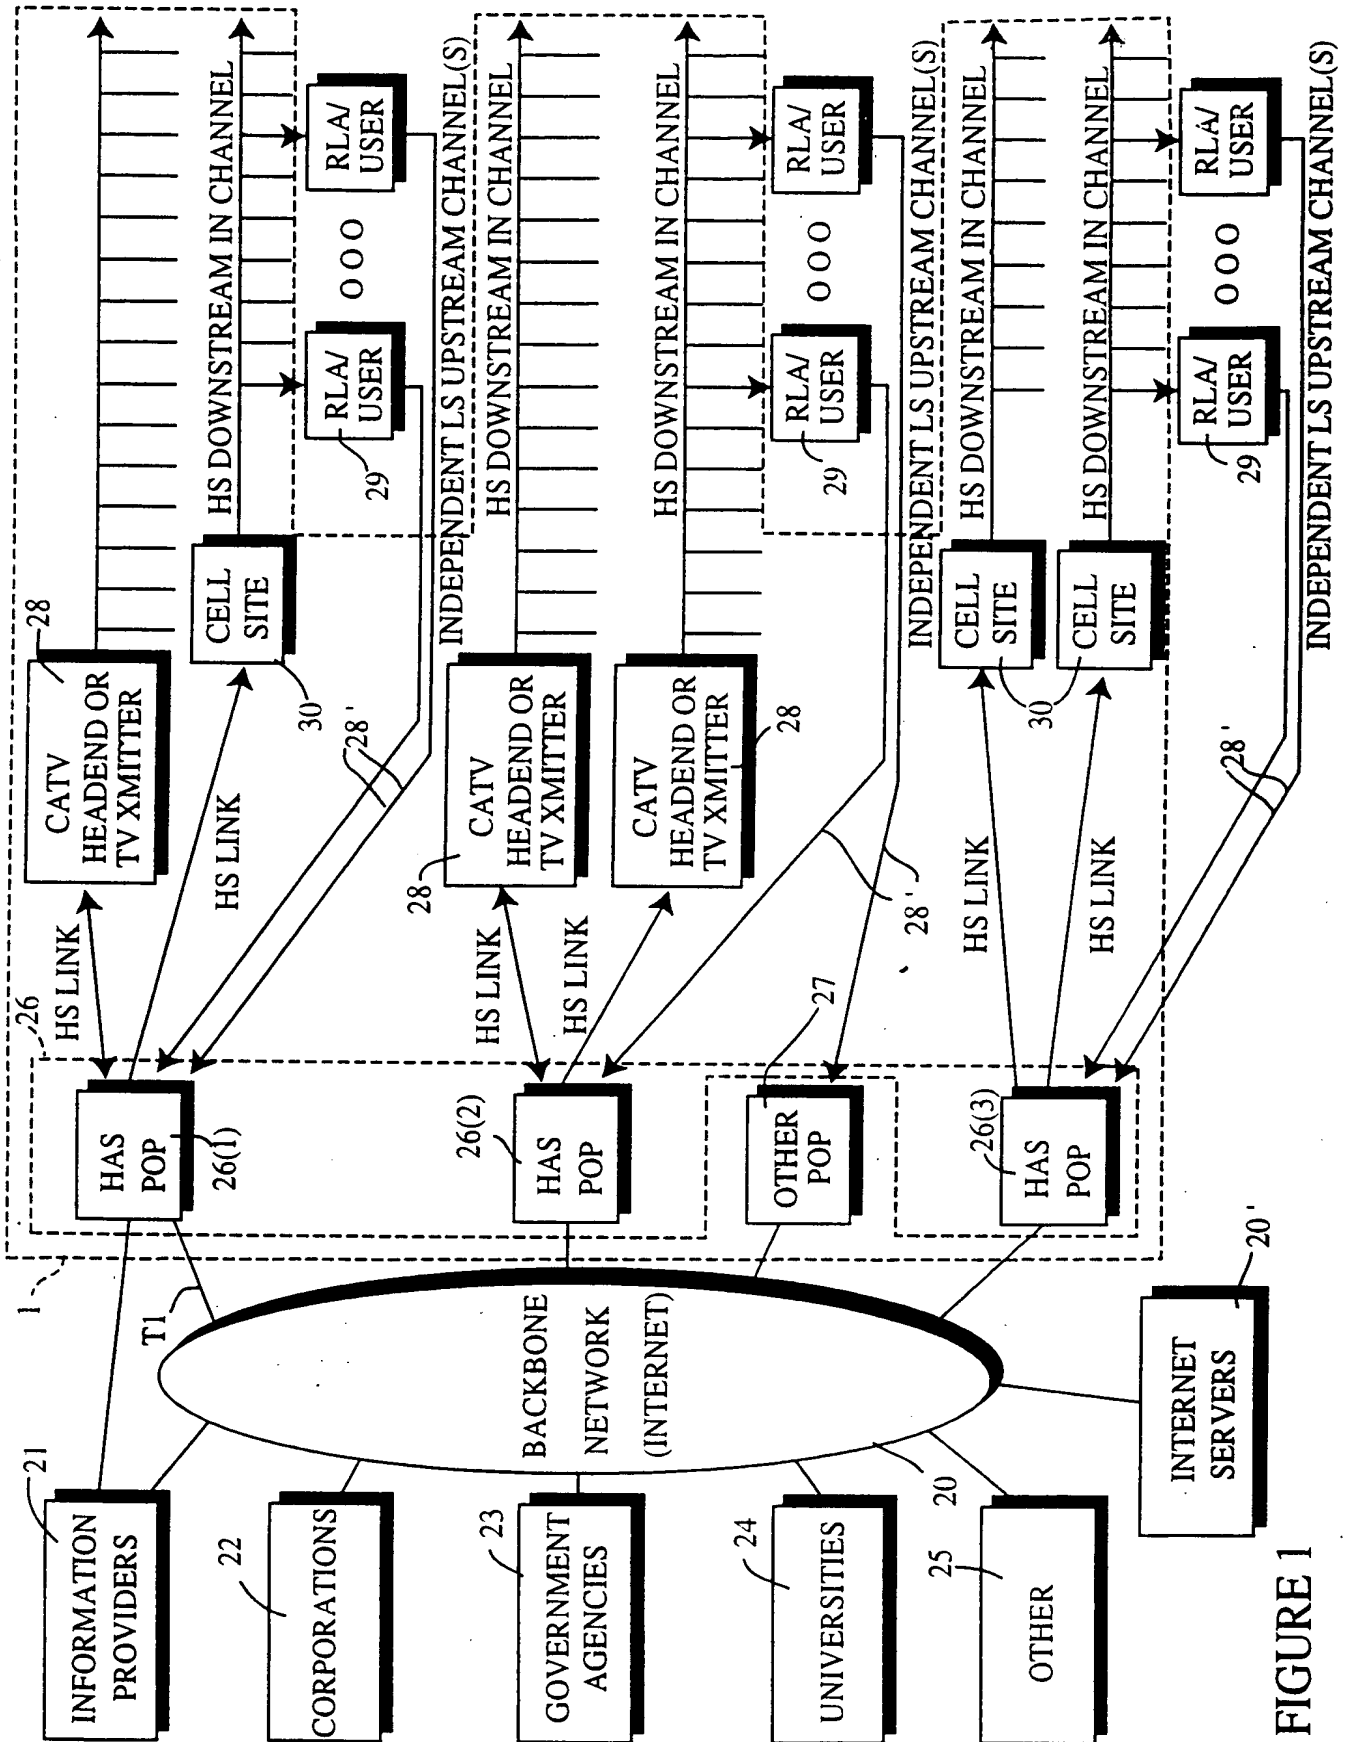 1
26
INFORMATION
PROVIDERS
21
CORPORATIONS
22
GOVERNMENT
AGENCIES
23
UNIVERSITIES
24
OTHER
25
BACKBONE
NETWORK
(INTERNET)
20
T1
INTERNET
SERVERS
20'
HAS
POP
26(1)
HAS
POP
26(2)
OTHER
POP
27
HAS
POP
26(3)
HS LINK
HS LINK
HS LINK
HS LINK
HS LINK
HS LINK
CATV
HEADEND OR
TV XMITTER
28
CELL
SITE
30
28'
CATV
HEADEND OR
TV XMITTER
28
CATV
HEADEND OR
TV XMITTER
28
28'
CELL
SITE
30
CELL
SITE
28'
HS DOWNSTREAM IN CHANNEL
RLA/
USER
29
OOO
RLA/
USER
INDEPENDENT LS UPSTREAM CHANNEL(S)
HS DOWNSTREAM IN CHANNEL
HS DOWNSTREAM IN CHANNEL
RLA/
USER
29
OOO
RLA/
USER
INDEPENDENT LS UPSTREAM CHANNEL(S)
HS DOWNSTREAM IN CHANNEL
HS DOWNSTREAM IN CHANNEL
RLA/
USER
29
OOO
RLA/
USER
INDEPENDENT LS UPSTREAM CHANNEL(S)
FIGURE 1